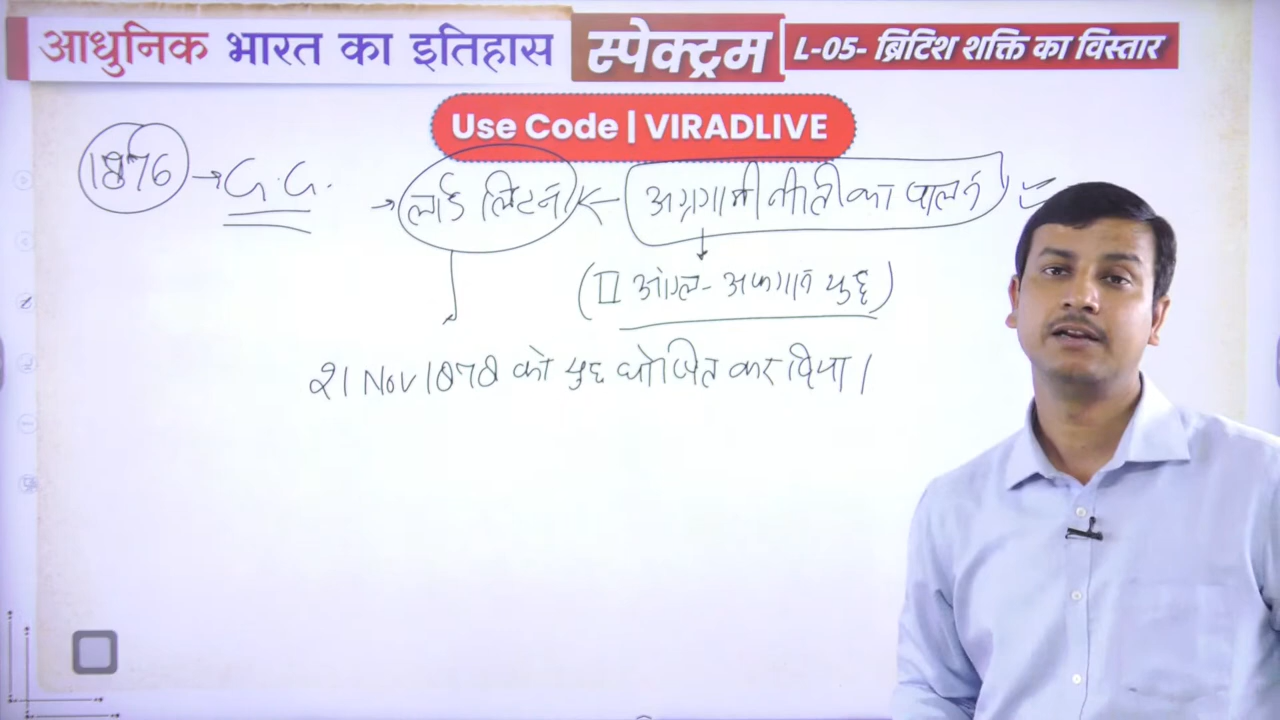 आधुनिक भारत का इतिहास स्पेक्ट्रम L-05- ब्रिटिश शक्ति का विस्तार
Use Code | VIRADLIVE
1876 → G.G. → लार्ड लिटन ← अग्रगामी नीति का पालन
(II आंग्ल-अफगान युद्ध)
21 Nov 1878 को युद्ध घोषित कर दिया।